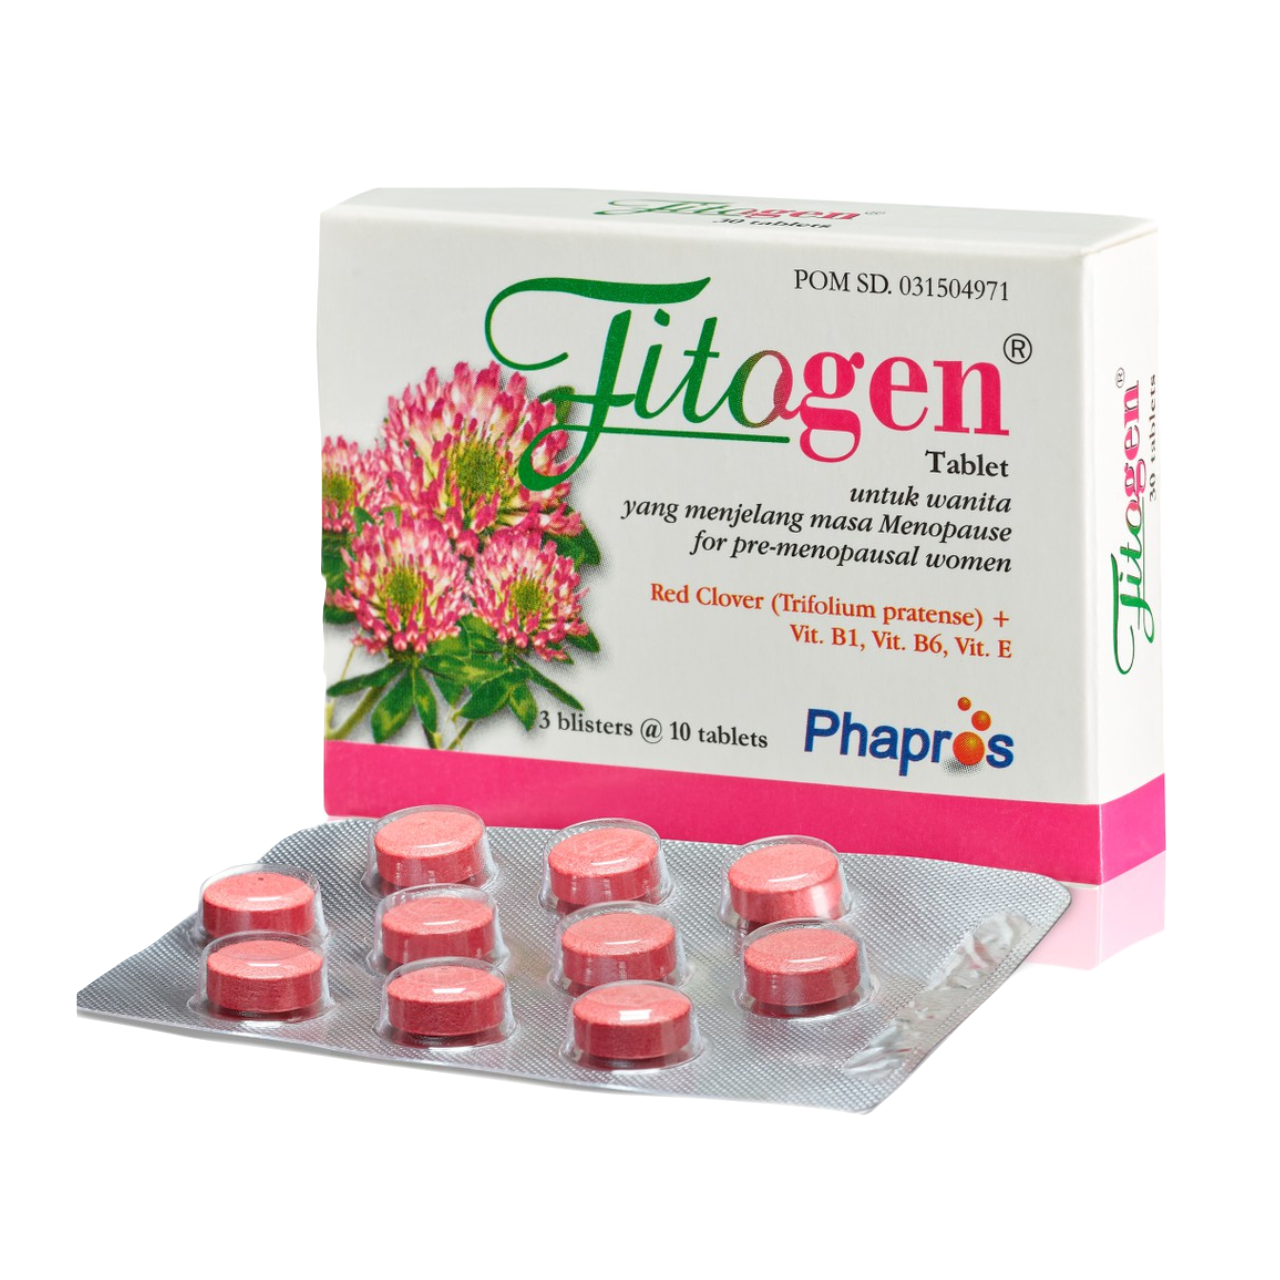 Fitogen®
30 tablets
POM SD. 031504971
Fitogen®
Tablet
untuk wanita
yang menjelang masa Menopause
for pre-menopausal women
Red Clover (Trifolium pratense) +
Vit. B1, Vit. B6, Vit. E
3 blisters @ 10 tablets
Phapros
Fitogen®
30 tablets